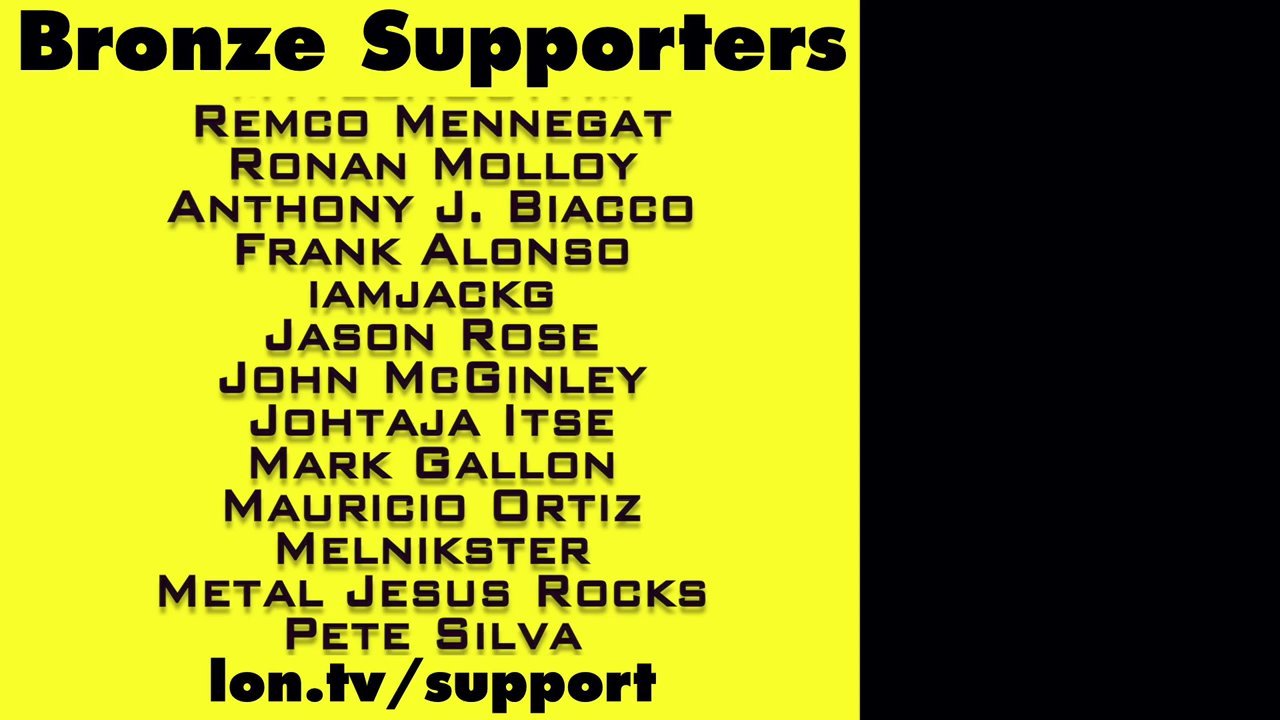 Bronze Supporters
Remco Mennegat
Ronan Molloy
Anthony J. Biacco
Frank Alonso
iamjackg
Jason Rose
John McGinley
Johtaja Itse
Mark Gallon
Mauricio Ortiz
Melnikster
Metal Jesus Rocks
Pete Silva
lon.tv/support